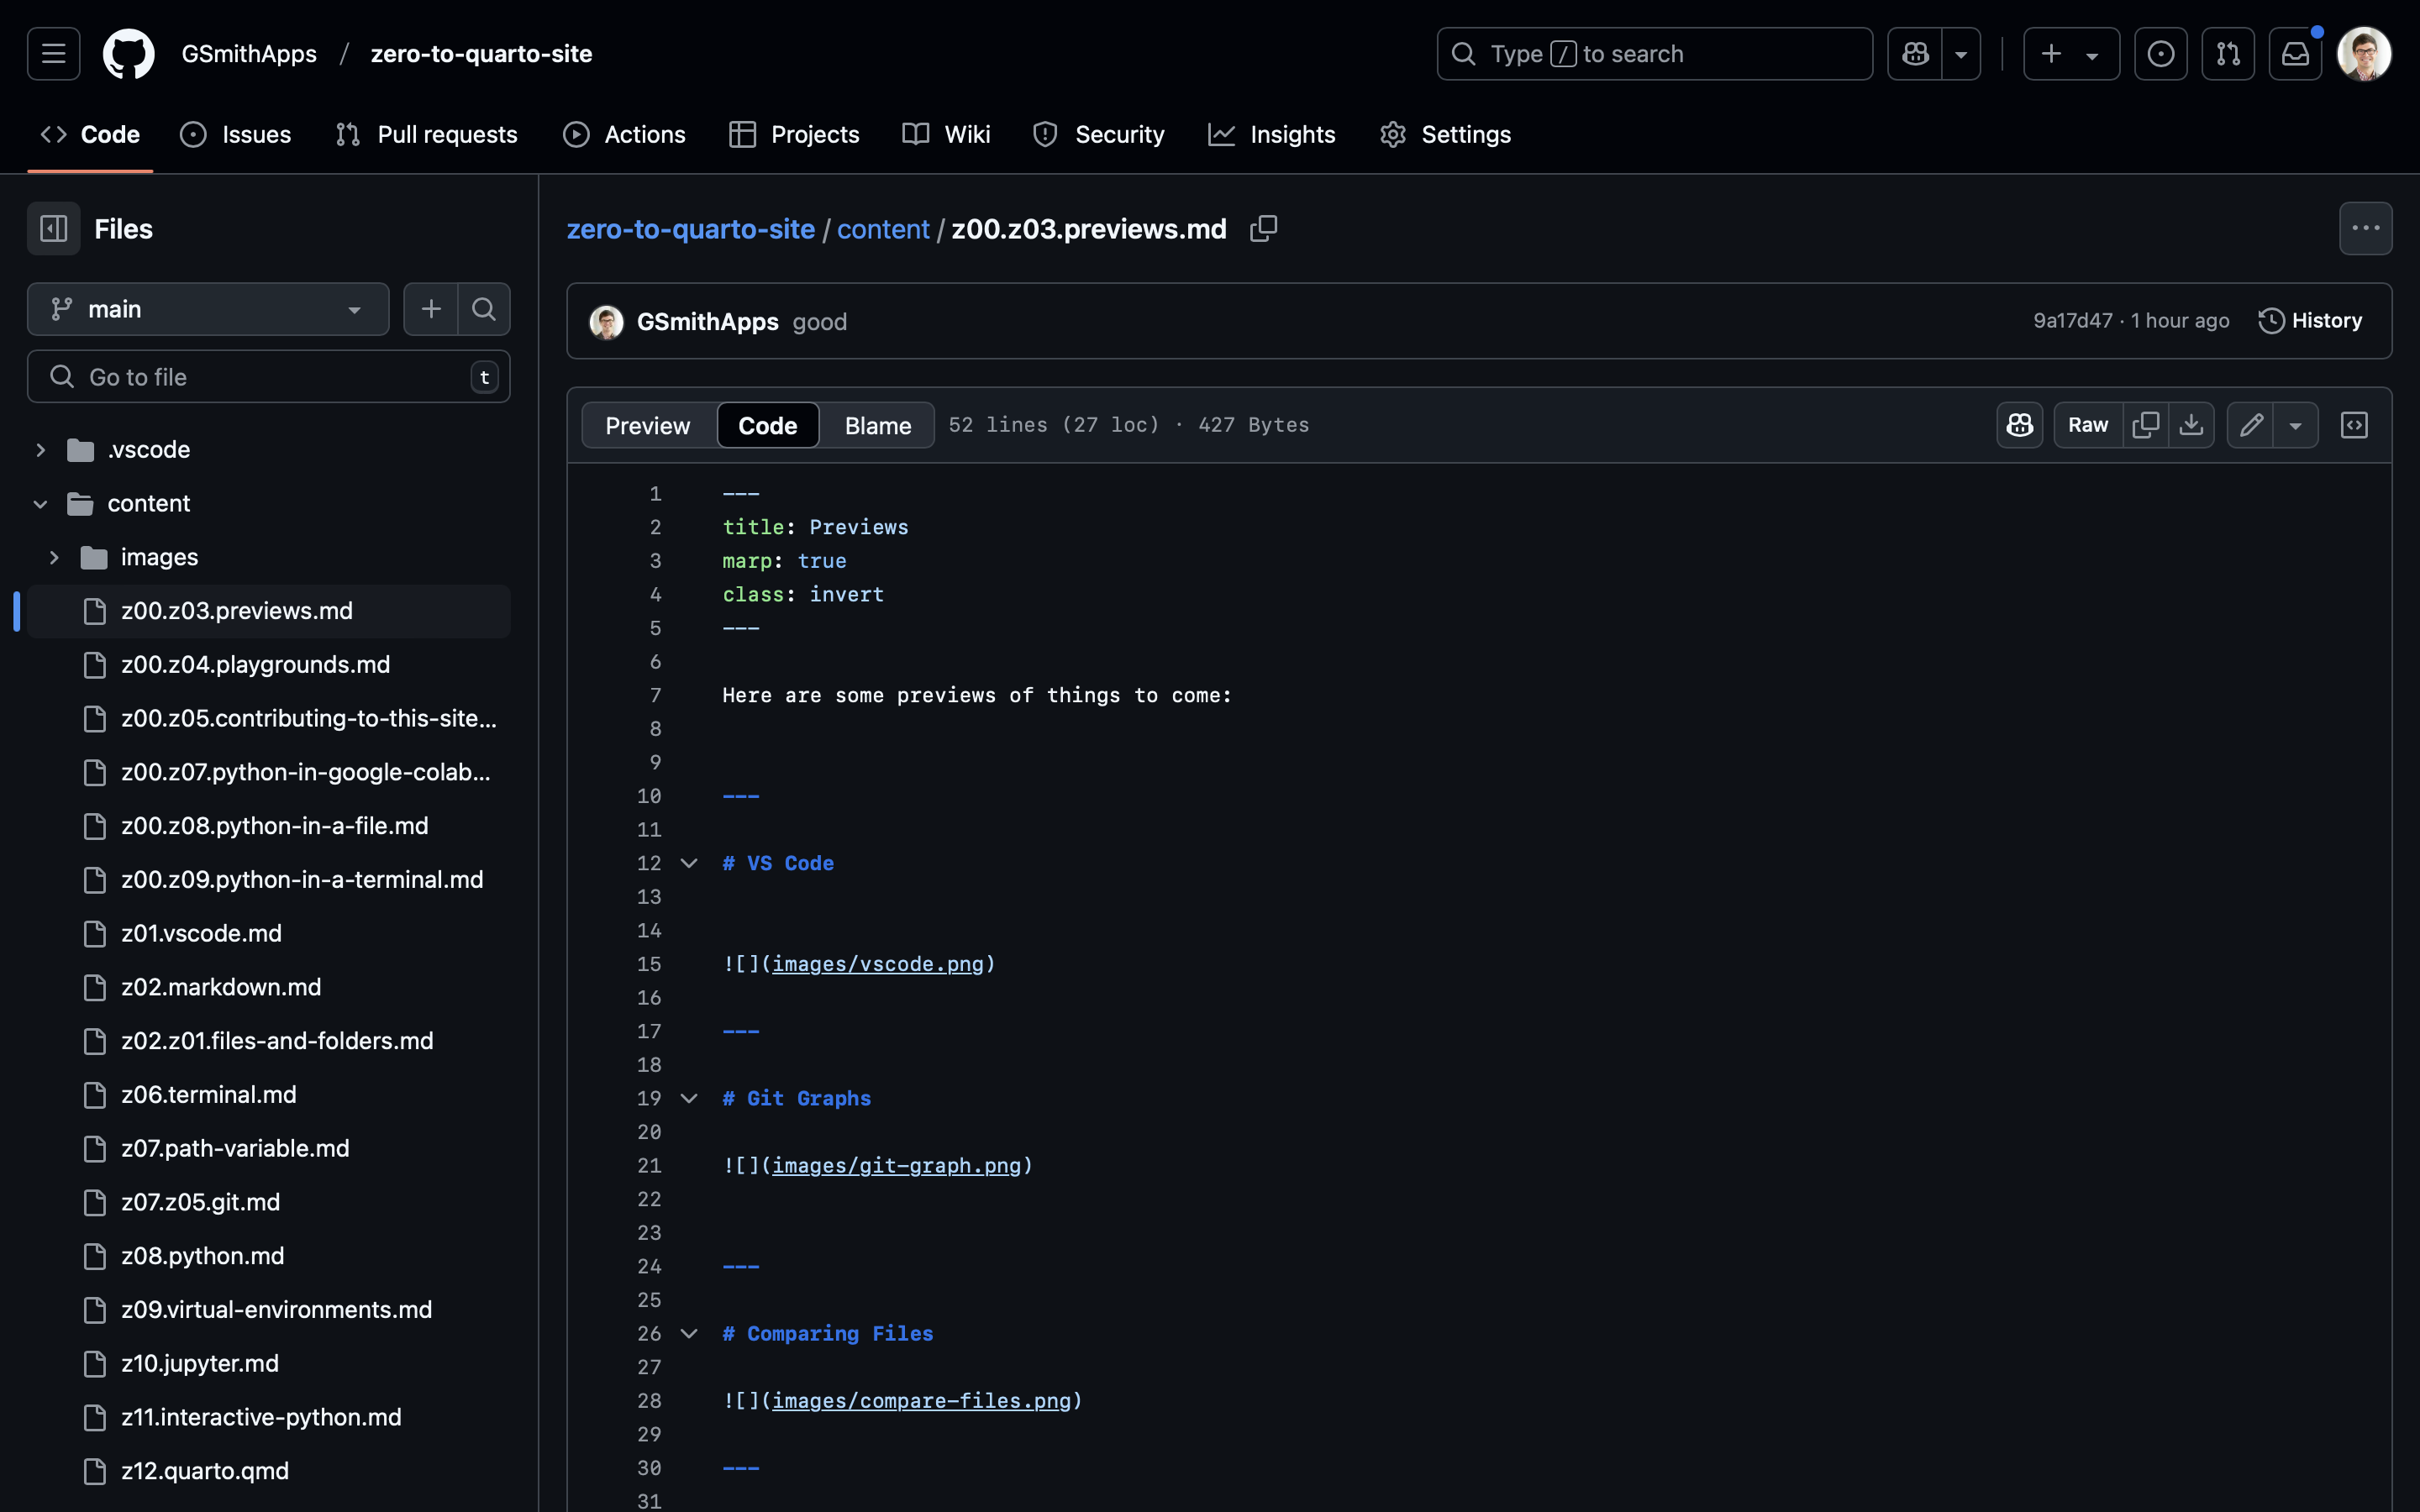 GSmithApps / zero-to-quarto-site
Type / to search
Code
Issues
Pull requests
Actions
Projects
Wiki
Security
Insights
Settings
Files
main
Go to file
t
.vscode
content
images
z00.z03.previews.md
z00.z04.playgrounds.md
z00.z05.contributing-to-this-site...
z00.z07.python-in-google-colab...
z00.z08.python-in-a-file.md
z00.z09.python-in-a-terminal.md
z01.vscode.md
z02.markdown.md
z02.z01.files-and-folders.md
z06.terminal.md
z07.path-variable.md
z07.z05.git.md
z08.python.md
z09.virtual-environments.md
z10.jupyter.md
z11.interactive-python.md
z12.quarto.qmd
zero-to-quarto-site / content / z00.z03.previews.md
GSmithApps good
9a17d47 · 1 hour ago
History
Preview Code Blame 52 lines (27 loc) · 427 Bytes
Raw
1 ---
2 title: Previews
3 marp: true
4 class: invert
5 ---
6
7 Here are some previews of things to come:
8
9
10 ---
11
12 # VS Code
13
14
15 ![](images/vscode.png)
16
17 ---
18
19 # Git Graphs
20
21 ![](images/git-graph.png)
22
23
24 ---
25
26 # Comparing Files
27
28 ![](images/compare-files.png)
29
30 ---
31